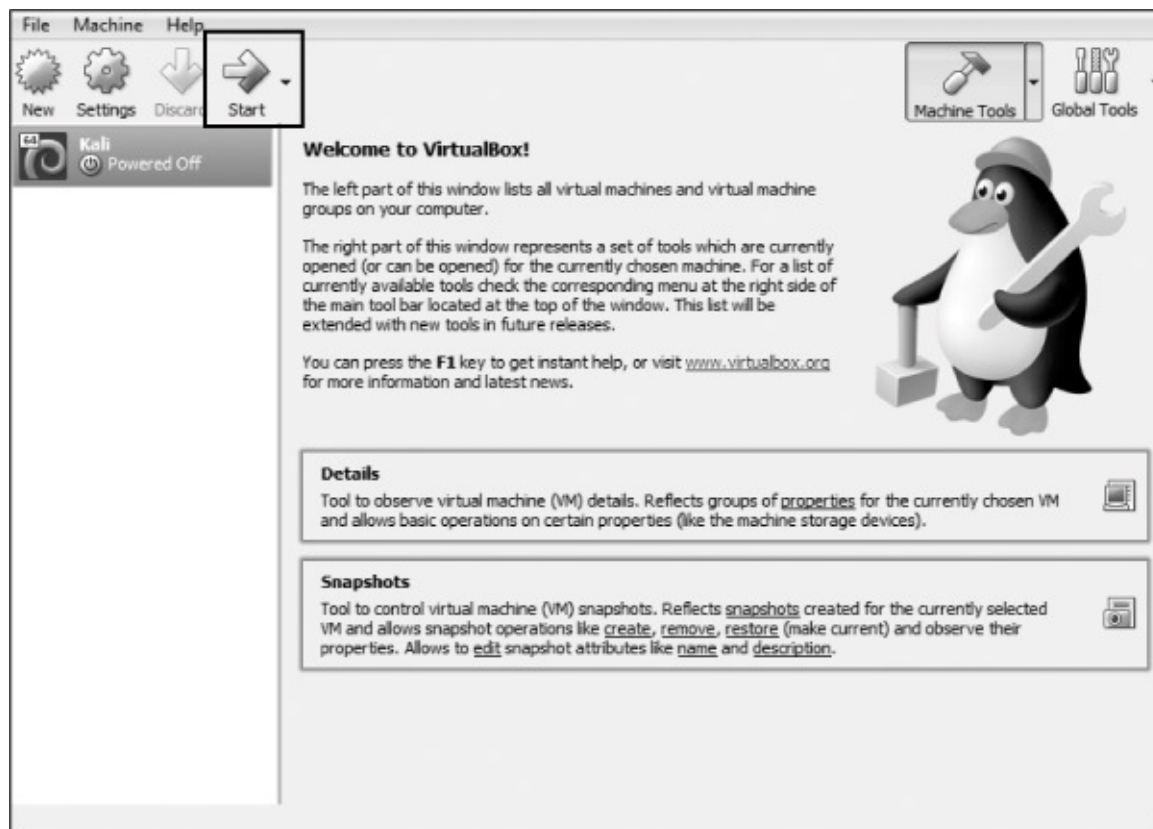 File Machine Help
New Settings Discard Start Machine Tools Global Tools
64 Kali
Powered Off
Welcome to VirtualBox!
The left part of this window lists all virtual machines and virtual machine
groups on your computer.
The right part of this window represents a set of tools which are currently
opened (or can be opened) for the currently chosen machine. For a list of
currently available tools check the corresponding menu at the right side of
the main tool bar located at the top of the window. This list will be
extended with new tools in future releases.
You can press the F1 key to get instant help, or visit www.virtualbox.org
for more information and latest news.
Details
Tool to observe virtual machine (VM) details. Reflects groups of properties for the currently chosen VM
and allows basic operations on certain properties (like the machine storage devices).
Snapshots
Tool to control virtual machine (VM) snapshots. Reflects snapshots created for the currently selected
VM and allows snapshot operations like create, remove, restore (make current) and observe their
properties. Allows to edit snapshot attributes like name and description.